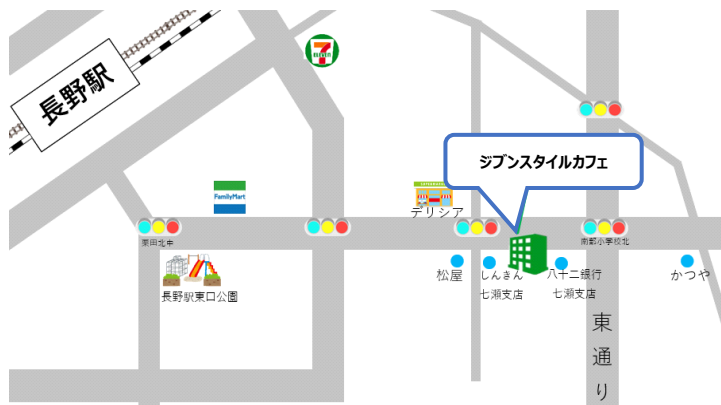 長野駅
7
ELEVEN
ジブンスタイルカフェ
FamilyMart
デリシア
栗田北中
南部小学校北
松屋
しんきん
七瀬支店
八十二銀行
七瀬支店
かつや
長野駅東口公園
東通り